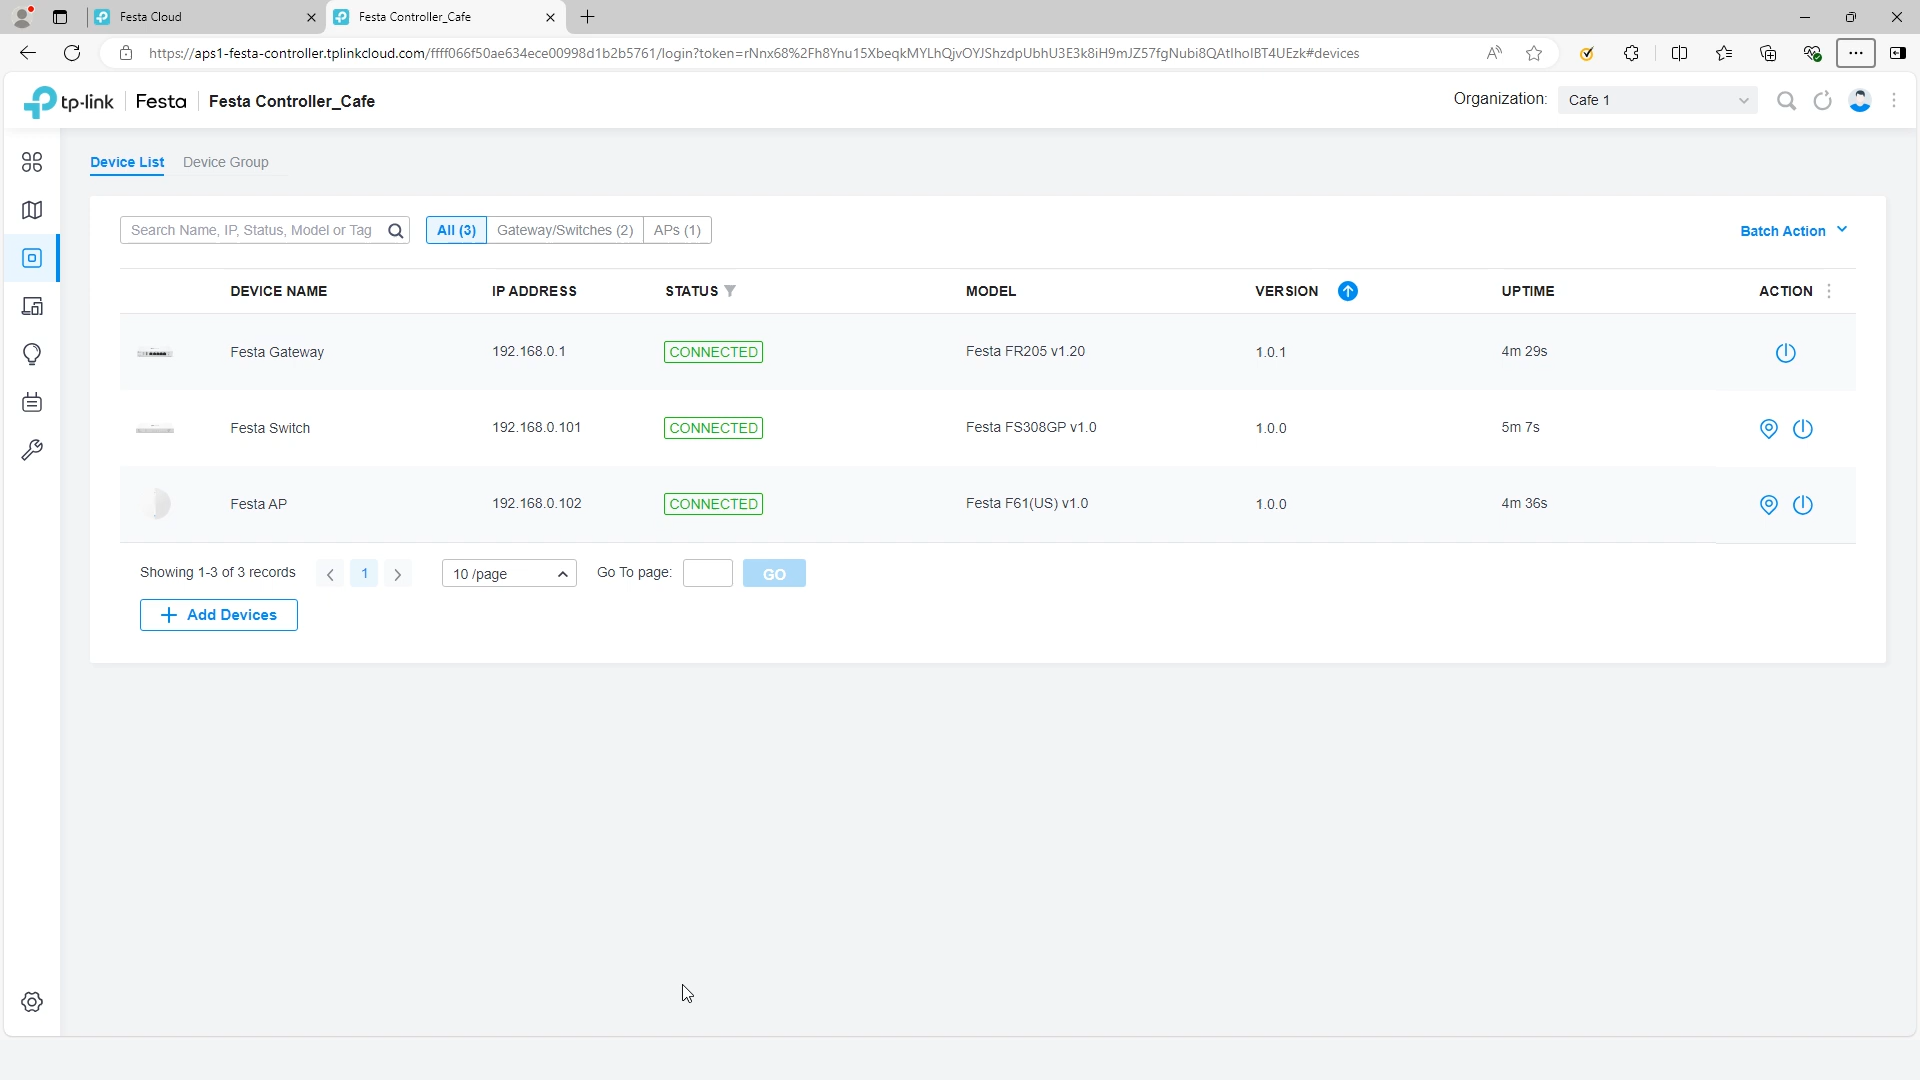 Festa Cloud
Festa Controller_Cafe
https://aps1-festa-controller.tplinkcloud.com/ffff066f50ae634ece00998d1b2b5761/login?token=rNnx68%2Fh8Ynu15XbeqkMYLhQjvOYJShzdpUbhU3E3k8iH9mJZ57fgNubi8QAtlhoIBT4UEzk#devices
tp-link Festa Festa Controller_Cafe
Organization: Cafe 1
Device List Device Group
Search Name, IP, Status, Model or Tag All (3) Gateway/Switches (2) APs (1) Batch Action
DEVICE NAME IP ADDRESS STATUS MODEL VERSION UPTIME ACTION
Festa Gateway 192.168.0.1 CONNECTED Festa FR205 v1.20 1.0.1 4m 29s
Festa Switch 192.168.0.101 CONNECTED Festa FS308GP v1.0 1.0.0 5m 7s
Festa AP 192.168.0.102 CONNECTED Festa F61(US) v1.0 1.0.0 4m 36s
Showing 1-3 of 3 records 1 10 /page Go To page: GO
Add Devices